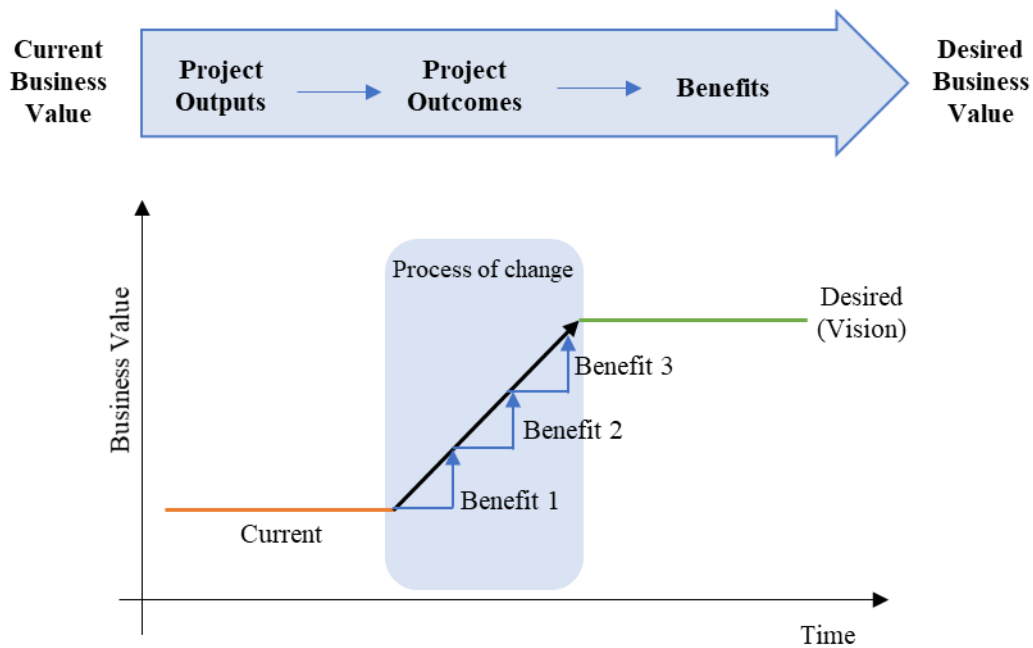 Current
Business
Value
Project
Outputs
Project
Outcomes
Benefits
Desired
Business
Value
Business Value
Process of change
Desired
(Vision)
Benefit 3
Benefit 2
Benefit 1
Current
Time